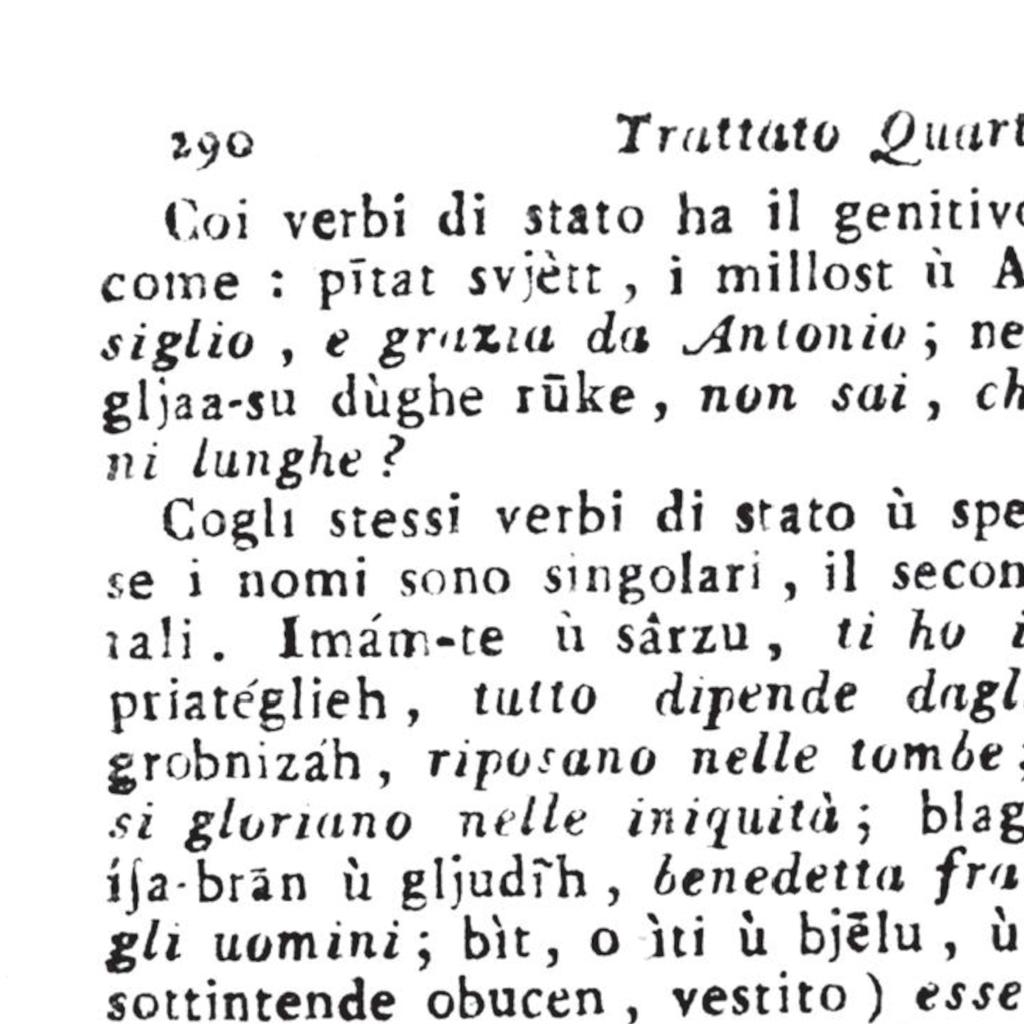 290 Trattato Quart
Coi verbi di stato ha il genitivo
come : pītat svjètt , i millost ù A
siglio , e grazia da Antonio ; ne
gljaa-su dùghe rūke , non sai , ch
ni lunghe ?
Cogli stessi verbi di stato ù spe
se i nomi sono singolari , il secon
tali . Imám-te ù sârzu , ti ho i
priatéglieh , tutto dipende dagl
grobnizáh , riposano nelle tombe ;
si gloriano nelle iniquità ; blag
íſa-brān ù gljudĩh , benedetta fra
gli uomini ; bìt , o ìti ù bjēlu , ù
sottintende obucen , vestito ) esse